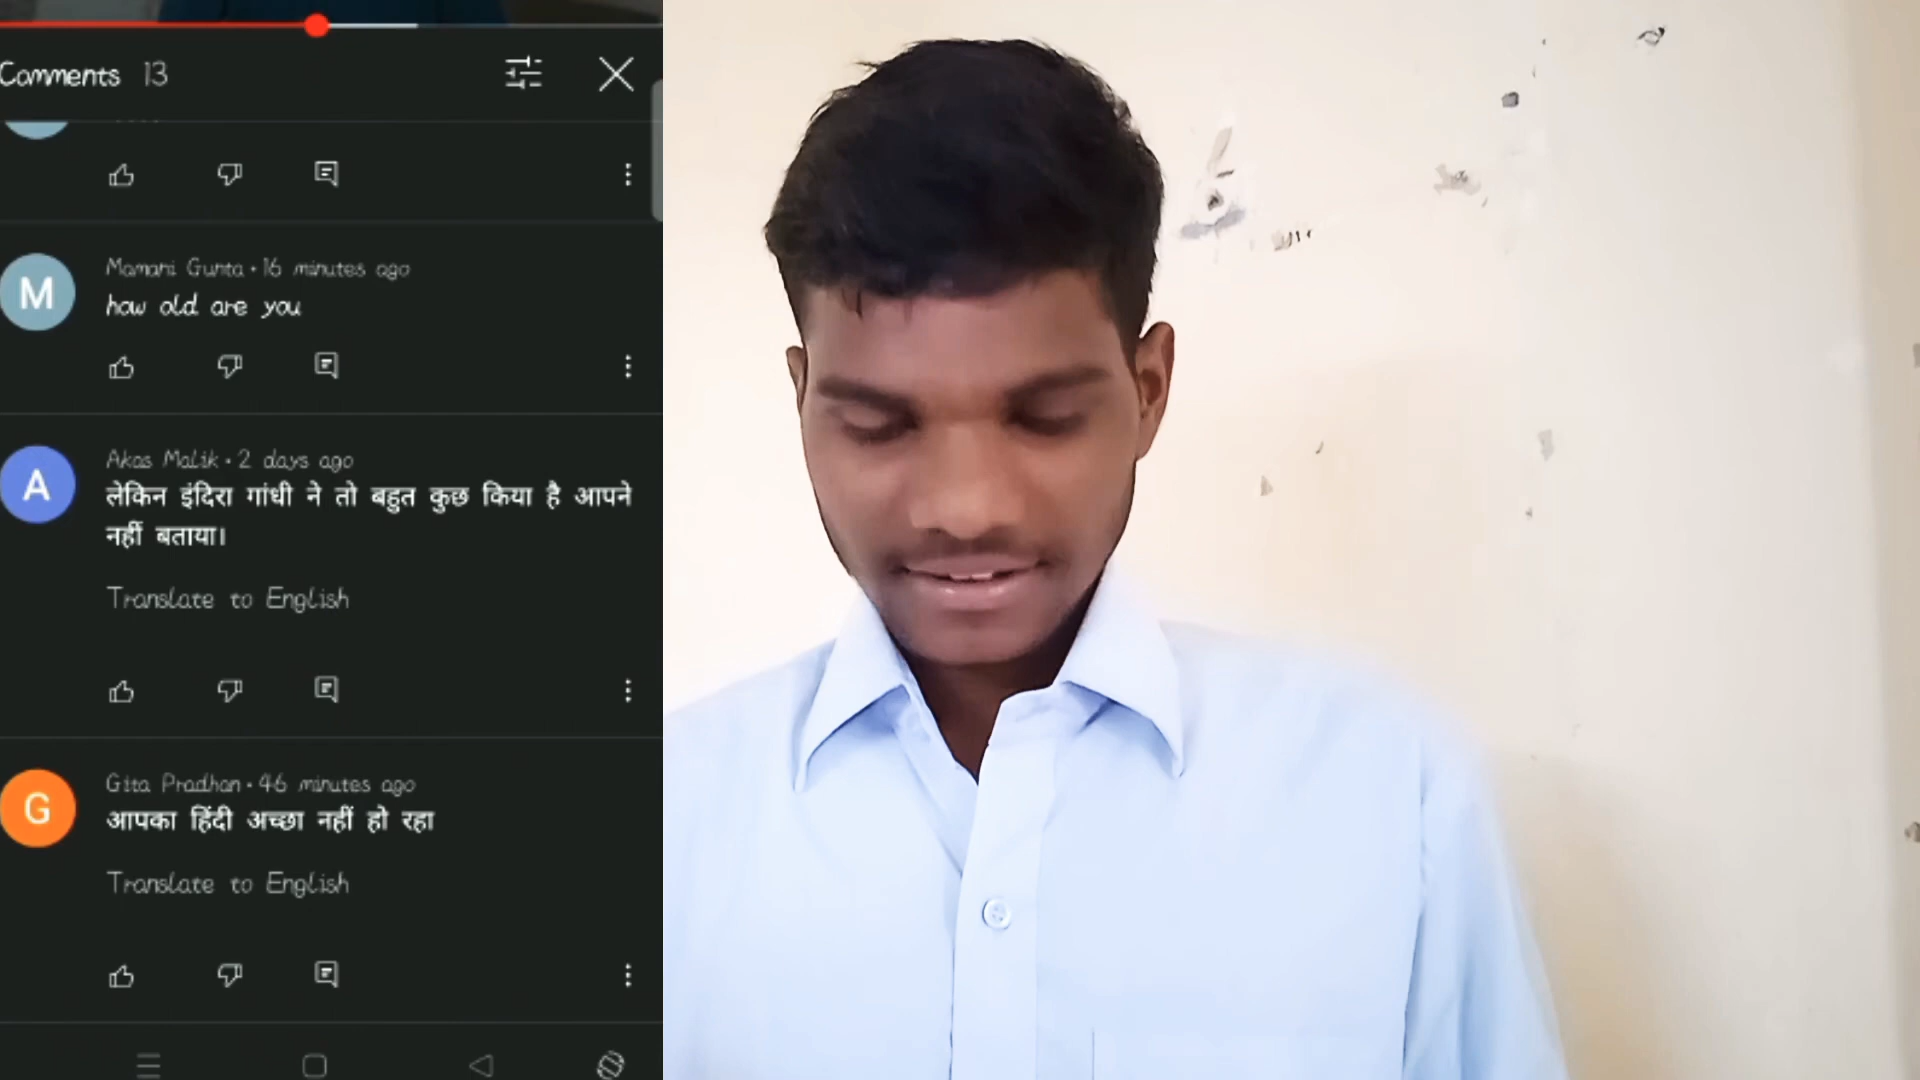 Comments 13
Mamani Gunta • 16 minutes ago
how old are you
Akas Malik • 2 days ago
लेकिन इंदिरा गांधी ने तो बहुत कुछ किया है आपने
नहीं बताया।
Translate to English
Gita Pradhan • 46 minutes ago
आपका हिंदी अच्छा नहीं हो रहा
Translate to English